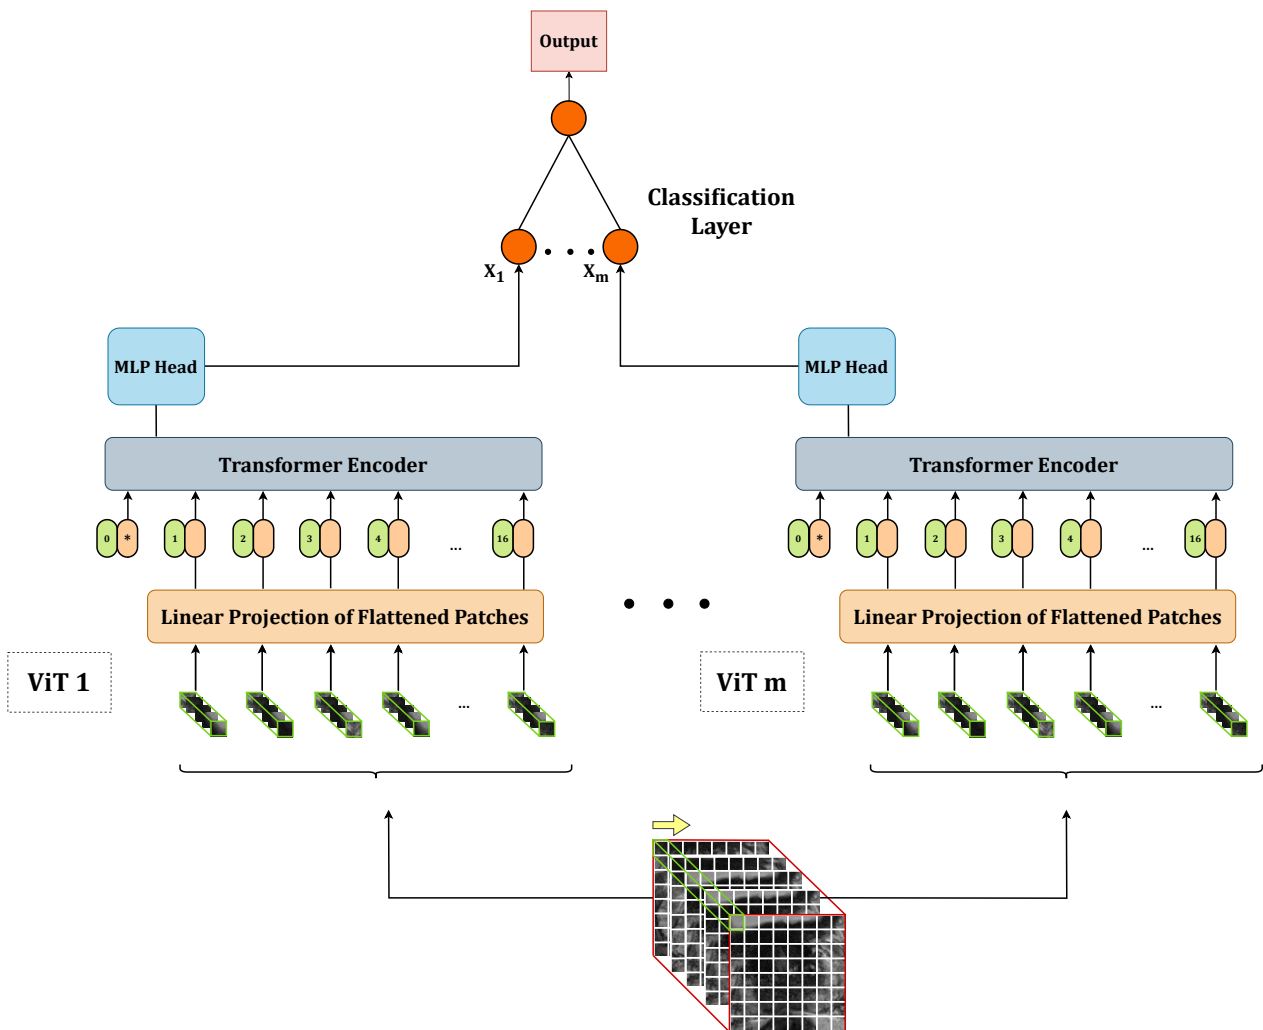 Output
Classification
Layer
X1
. . .
Xm
MLP Head
MLP Head
Transformer Encoder
Transformer Encoder
0 * 1 2 3 4 ... 16
0 * 1 2 3 4 ... 16
Linear Projection of Flattened Patches
. . .
Linear Projection of Flattened Patches
ViT 1
...
ViT m
...